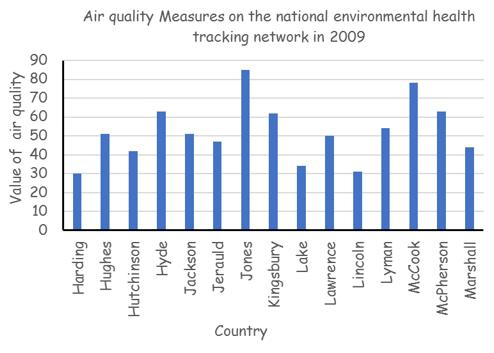 Air quality Measures on the national environmental health
tracking network in 2009
Value of air quality
90
80
70
60
50
40
30
20
10
0
Harding
Hughes
Hutchinson
Hyde
Jackson
Jerauld
Jones
Kingsbury
Lake
Lawrence
Lincoln
Lyman
McCook
McPherson
Marshall
Country